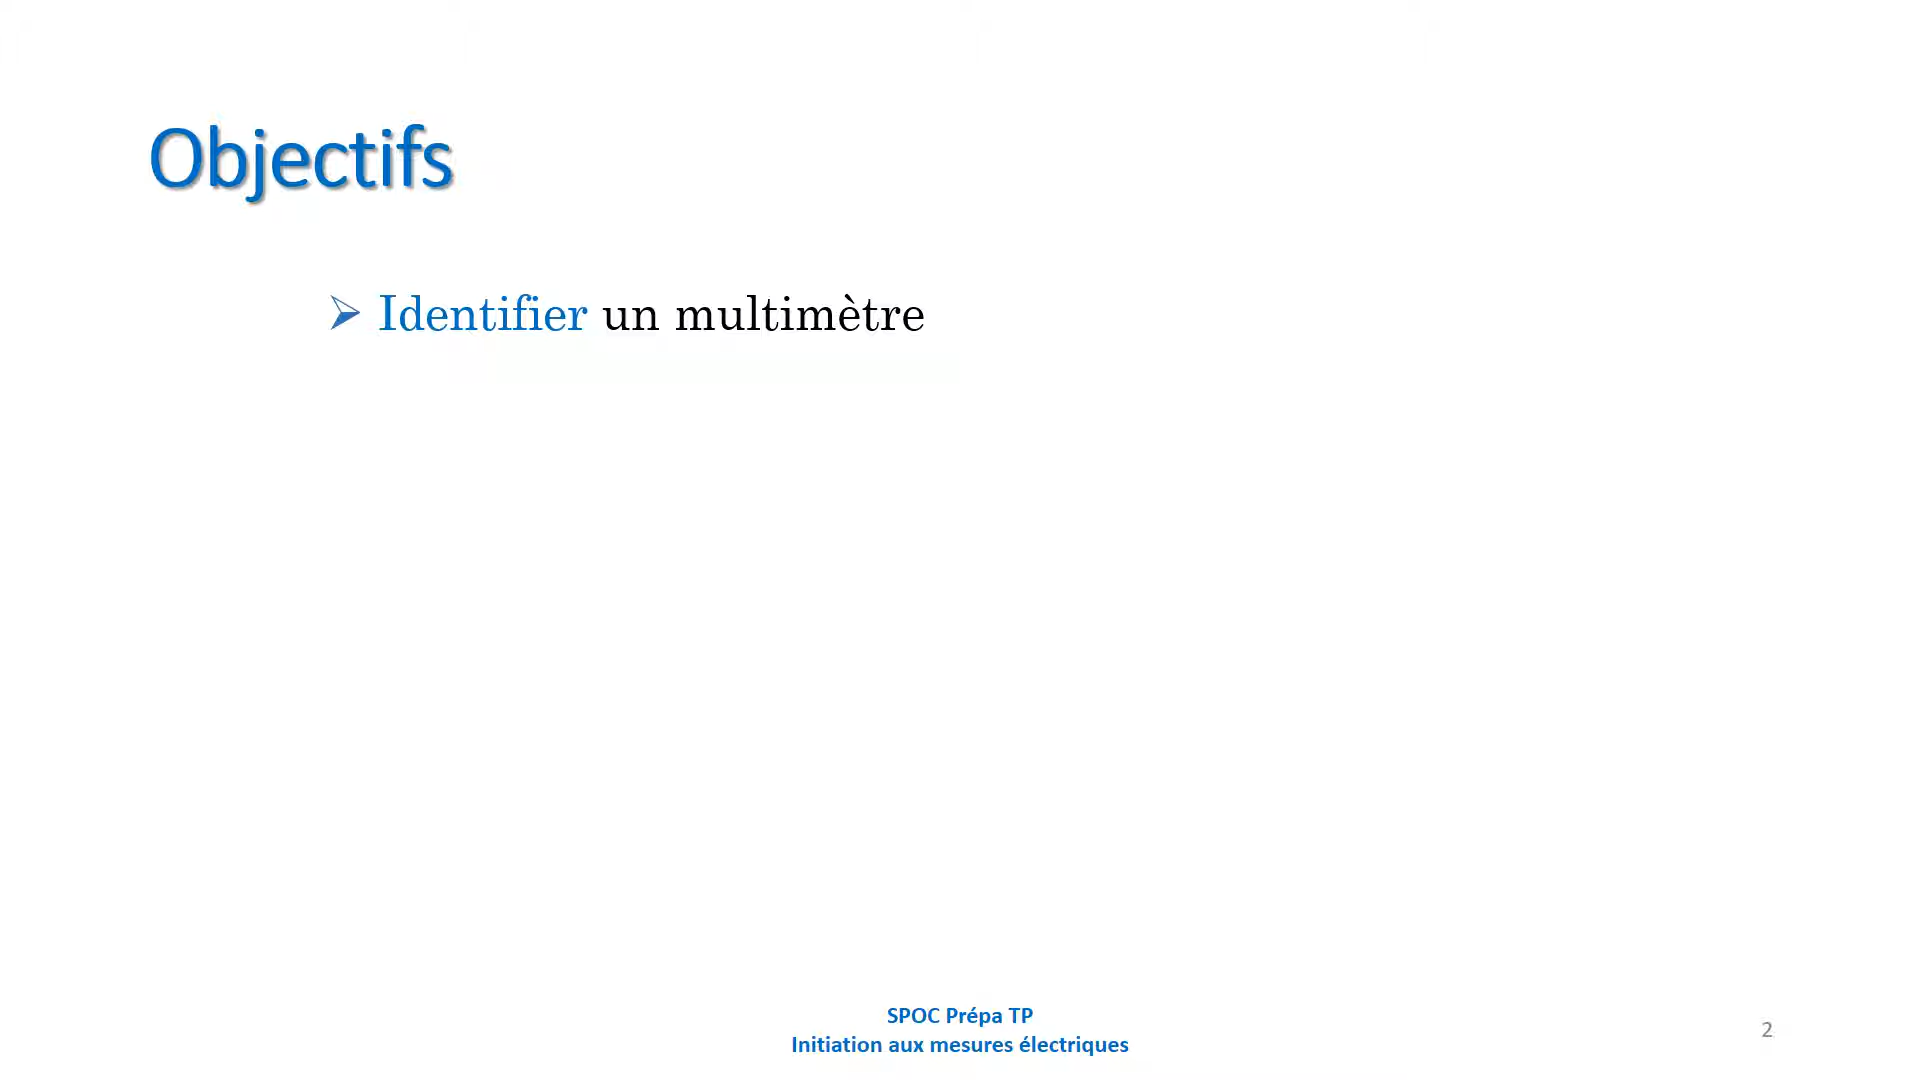 Objectifs
Identifier un multimètre
SPOC Prépa TP
Initiation aux mesures électriques
2